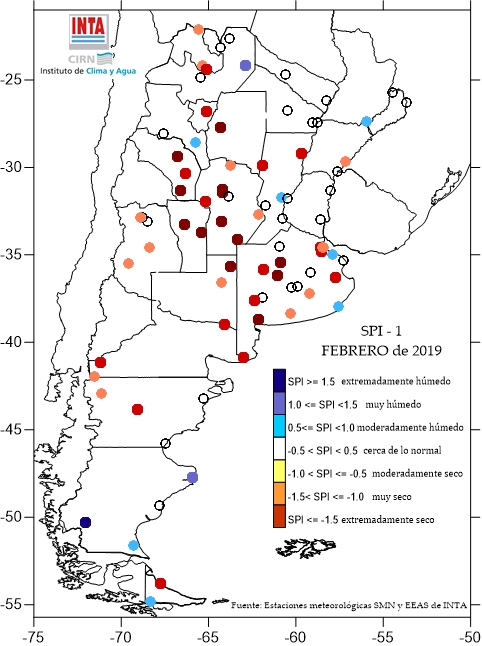 INTA
CIRN
Instituto de Clima y Agua
-25
-30
-35
-40
-45
-50
-55
SPI - 1
FEBRERO de 2019
SPI >= 1.5 extremadamente húmedo
1.0 <= SPI <1.5 muy húmedo
0.5<= SPI <1.0 moderadamente húmedo
-0.5 < SPI < 0.5 cerca de lo normal
-1.0 < SPI <= -0.5 moderadamente seco
-1.5< SPI <= -1.0 muy seco
SPI <= -1.5 extremadamente seco
Fuente: Estaciones meteorológicas SMN y EEAS de INTA
-75 -70 -65 -60 -55 -50